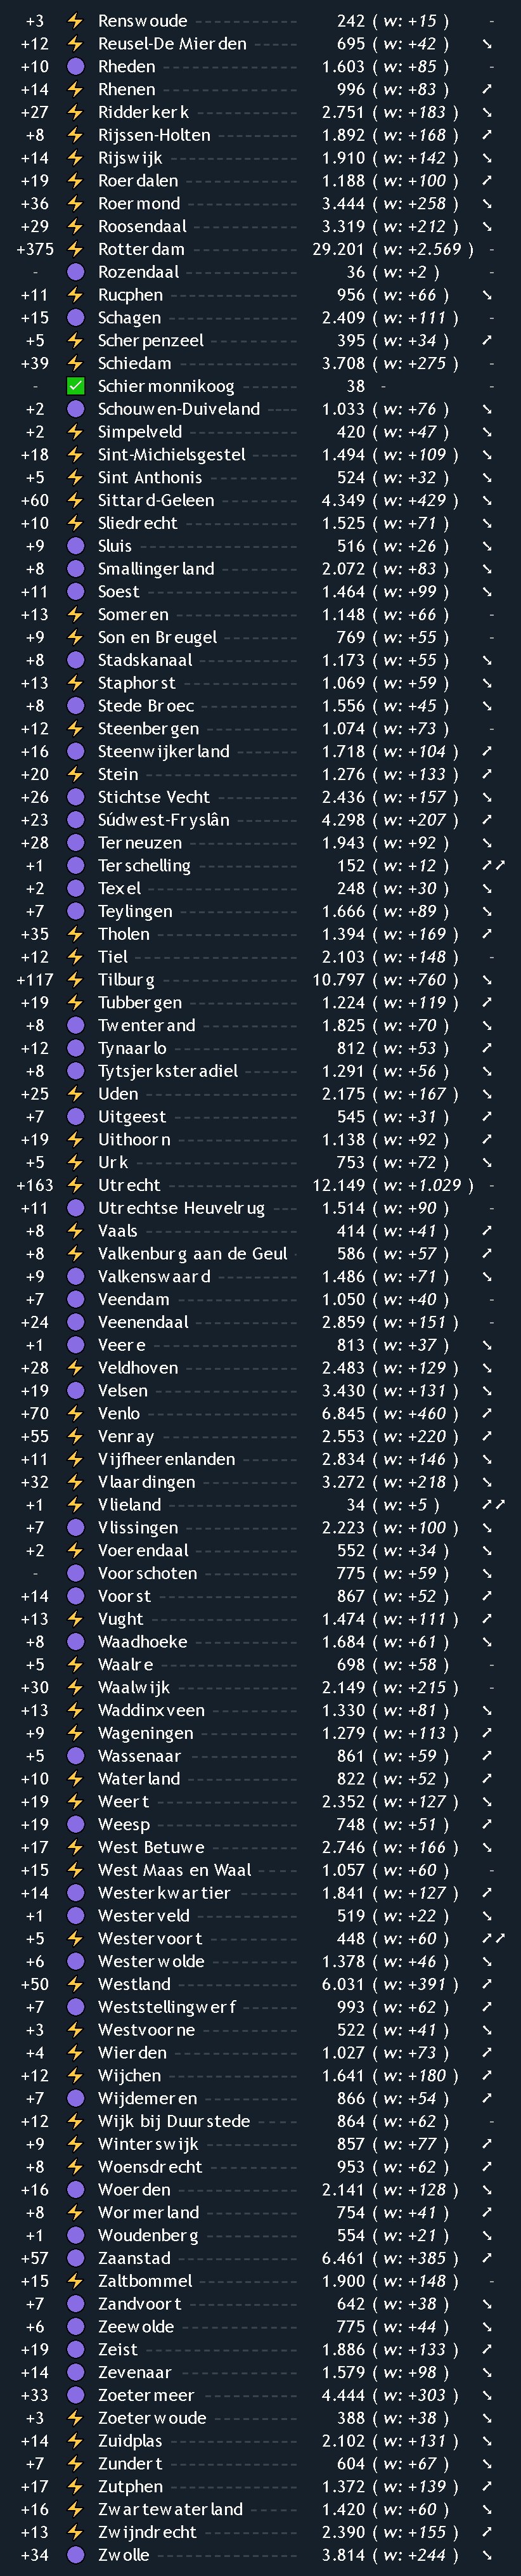 +3 ⚡ Renswoude 242 ( w: +15 ) -
+12 ⚡ Reusel-De Mierden 695 ( w: +42 ) ➘
+10 🟣 Rheden 1.603 ( w: +85 ) -
+14 ⚡ Rhenen 996 ( w: +83 ) ➚
+27 ⚡ Ridderkerk 2.751 ( w: +183 ) ➘
+8 ⚡ Rijssen-Holten 1.892 ( w: +168 ) ➚
+14 ⚡ Rijswijk 1.910 ( w: +142 ) ➘
+19 ⚡ Roerdalen 1.188 ( w: +100 ) ➚
+36 ⚡ Roermond 3.444 ( w: +258 ) ➘
+29 ⚡ Roosendaal 3.319 ( w: +212 ) ➘
+375 ⚡ Rotterdam 29.201 ( w: +2.569 ) -
- 🟣 Rozendaal 36 ( w: +2 ) -
+11 ⚡ Rucphen 956 ( w: +66 ) ➘
+15 🟣 Schagen 2.409 ( w: +111 ) -
+5 ⚡ Scherpenzeel 395 ( w: +34 ) ➚
+39 ⚡ Schiedam 3.708 ( w: +275 ) -
- ✅ Schiermonnikoog 38 - -
+2 🟣 Schouwen-Duiveland 1.033 ( w: +76 ) ➘
+2 ⚡ Simpelveld 420 ( w: +47 ) ➘
+18 ⚡ Sint-Michielsgestel 1.494 ( w: +109 ) ➘
+5 ⚡ Sint Anthonis 524 ( w: +32 ) ➘
+60 ⚡ Sittard-Geleen 4.349 ( w: +429 ) ➘
+10 ⚡ Sliedrecht 1.525 ( w: +71 ) ➘
+9 🟣 Sluis 516 ( w: +26 ) ➘
+8 🟣 Smallingerland 2.072 ( w: +83 ) ➘
+11 🟣 Soest 1.464 ( w: +99 ) ➘
+13 ⚡ Someren 1.148 ( w: +66 ) -
+9 ⚡ Son en Breugel 769 ( w: +55 ) -
+8 🟣 Stadskanaal 1.173 ( w: +55 ) ➘
+13 ⚡ Staphorst 1.069 ( w: +59 ) ➘
+8 🟣 Stede Broec 1.556 ( w: +45 ) ➘
+12 ⚡ Steenbergen 1.074 ( w: +73 ) -
+16 🟣 Steenwijkerland 1.718 ( w: +104 ) ➚
+20 ⚡ Stein 1.276 ( w: +133 ) ➚
+26 🟣 Stichtse Vecht 2.436 ( w: +157 ) ➘
+23 🟣 Súdwest-Fryslân 4.298 ( w: +207 ) ➚
+28 🟣 Terneuzen 1.943 ( w: +92 ) ➘
+1 🟣 Terschelling 152 ( w: +12 ) ➚➚
+2 🟣 Texel 248 ( w: +30 ) ➘
+7 🟣 Teylingen 1.666 ( w: +89 ) ➘
+35 ⚡ Tholen 1.394 ( w: +169 ) ➚
+12 ⚡ Tiel 2.103 ( w: +148 ) -
+117 ⚡ Tilburg 10.797 ( w: +760 ) ➘
+19 ⚡ Tubbergen 1.224 ( w: +119 ) ➚
+8 🟣 Twenterand 1.825 ( w: +70 ) ➘
+12 🟣 Tynaarlo 812 ( w: +53 ) ➚
+8 🟣 Tytsjerksteradiel 1.291 ( w: +56 ) ➘
+25 ⚡ Uden 2.175 ( w: +167 ) ➘
+7 🟣 Uitgeest 545 ( w: +31 ) ➚
+19 ⚡ Uithoorn 1.138 ( w: +92 ) ➚
+5 ⚡ Urk 753 ( w: +72 ) ➘
+163 ⚡ Utrecht 12.149 ( w: +1.029 ) -
+11 🟣 Utrechtse Heuvelrug 1.514 ( w: +90 ) -
+8 ⚡ Vaals 414 ( w: +41 ) ➚
+8 ⚡ Valkenburg aan de Geul 586 ( w: +57 ) ➚
+9 🟣 Valkenswaard 1.486 ( w: +71 ) ➘
+7 🟣 Veendam 1.050 ( w: +40 ) -
+24 🟣 Veenendaal 2.859 ( w: +151 ) -
+1 🟣 Veere 813 ( w: +37 ) ➘
+28 ⚡ Veldhoven 2.483 ( w: +129 ) ➘
+19 🟣 Velsen 3.430 ( w: +131 ) ➘
+70 ⚡ Venlo 6.845 ( w: +460 ) ➚
+55 ⚡ Venray 2.553 ( w: +220 ) ➚
+11 ⚡ Vijfheerenlanden 2.834 ( w: +146 ) ➘
+32 ⚡ Vlaardingen 3.272 ( w: +218 ) ➘
+1 ⚡ Vlieland 34 ( w: +5 ) ➚➚
+7 🟣 Vlissingen 2.223 ( w: +100 ) ➘
+2 ⚡ Voerendaal 552 ( w: +34 ) ➘
- 🟣 Voorschoten 775 ( w: +59 ) ➘
+14 🟣 Voorst 867 ( w: +52 ) ➚
+13 ⚡ Vught 1.474 ( w: +111 ) ➚
+8 🟣 Waadhoeke 1.684 ( w: +61 ) ➘
+5 ⚡ Waalre 698 ( w: +58 ) -
+30 ⚡ Waalwijk 2.149 ( w: +215 ) -
+13 ⚡ Waddinxveen 1.330 ( w: +81 ) ➘
+9 ⚡ Wageningen 1.279 ( w: +113 ) ➚
+5 🟣 Wassenaar 861 ( w: +59 ) ➚
+10 ⚡ Waterland 822 ( w: +52 ) ➚
+19 ⚡ Weert 2.352 ( w: +127 ) ➘
+19 🟣 Weesp 748 ( w: +51 ) ➚
+17 ⚡ West Betuwe 2.746 ( w: +166 ) ➘
+15 ⚡ West Maas en Waal 1.057 ( w: +60 ) -
+14 🟣 Westerkwartier 1.841 ( w: +127 ) ➚
+1 🟣 Westerveld 519 ( w: +22 ) ➘
+5 ⚡ Westervoort 448 ( w: +60 ) ➚➚
+6 🟣 Westerwolde 1.378 ( w: +46 ) ➘
+50 ⚡ Westland 6.031 ( w: +391 ) ➚
+7 🟣 Weststellingwerf 993 ( w: +62 ) ➚
+3 ⚡ Westvoorne 522 ( w: +41 ) ➘
+4 ⚡ Wierden 1.027 ( w: +73 ) ➚
+12 ⚡ Wijchen 1.641 ( w: +180 ) ➚
+7 🟣 Wijdemeren 866 ( w: +54 ) ➚
+12 ⚡ Wijk bij Duurstede 864 ( w: +62 ) -
+9 ⚡ Winterswijk 857 ( w: +77 ) ➚
+8 ⚡ Woensdrecht 953 ( w: +62 ) ➚
+16 🟣 Woerden 2.141 ( w: +128 ) ➘
+8 ⚡ Wormerland 754 ( w: +41 ) ➚
+1 🟣 Woudenberg 554 ( w: +21 ) ➘
+57 🟣 Zaanstad 6.461 ( w: +385 ) ➚
+15 ⚡ Zaltbommel 1.900 ( w: +148 ) -
+7 🟣 Zandvoort 642 ( w: +38 ) ➘
+6 🟣 Zeewolde 775 ( w: +44 ) ➘
+19 🟣 Zeist 1.886 ( w: +133 ) ➚
+14 🟣 Zevenaar 1.579 ( w: +98 ) ➘
+33 🟣 Zoetermeer 4.444 ( w: +303 ) ➘
+3 ⚡ Zoeterwoude 388 ( w: +38 ) ➘
+14 ⚡ Zuidplas 2.102 ( w: +131 ) ➘
+7 ⚡ Zundert 604 ( w: +67 ) ➘
+17 ⚡ Zutphen 1.372 ( w: +139 ) ➚
+16 ⚡ Zwartewaterland 1.420 ( w: +60 ) ➘
+13 ⚡ Zwijndrecht 2.390 ( w: +155 ) ➚
+34 🟣 Zwolle 3.814 ( w: +244 ) ➘